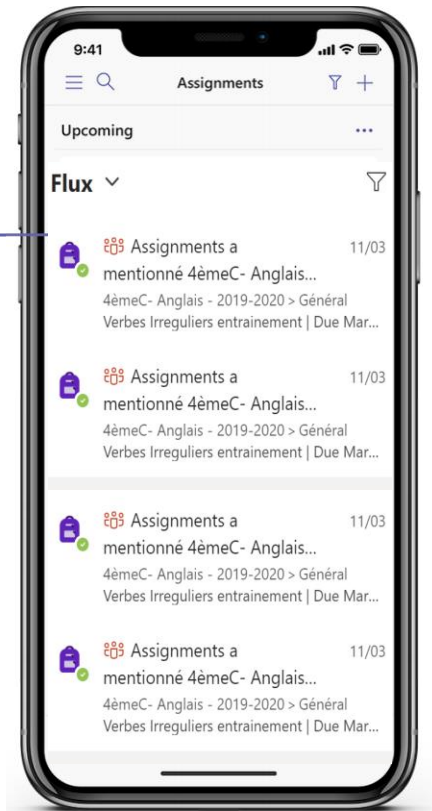 9:41
Assignments
Upcoming
Flux
Assignments a 11/03
mentionné 4èmeC- Anglais...
4èmeC- Anglais - 2019-2020 > Général
Verbes Irreguliers entrainement | Due Mar...
Assignments a 11/03
mentionné 4èmeC- Anglais...
4èmeC- Anglais - 2019-2020 > Général
Verbes Irreguliers entrainement | Due Mar...
Assignments a 11/03
mentionné 4èmeC- Anglais...
4èmeC- Anglais - 2019-2020 > Général
Verbes Irreguliers entrainement | Due Mar...
Assignments a 11/03
mentionné 4èmeC- Anglais...
4èmeC- Anglais - 2019-2020 > Général
Verbes Irreguliers entrainement | Due Mar...